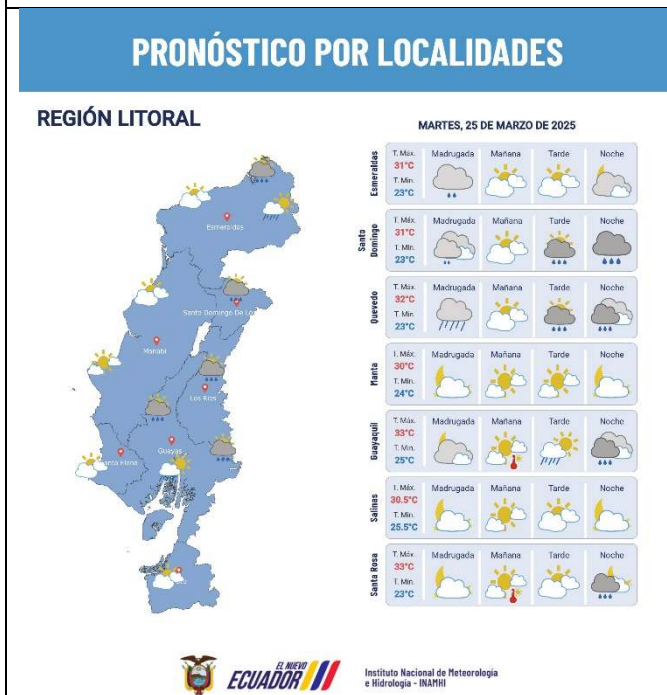 PRONÓSTICO POR LOCALIDADES
REGIÓN LITORAL
MARTES, 25 DE MARZO DE 2025
Esmeraldas
Santo Domingo De Los
Manabí
Los Ríos
Guayas
Santa Elena
Esmeraldas
T. Máx. Madrugada Mañana Tarde Noche
31°C
T. Mín.
23°C
Santo
Domingo
T. Máx. Madrugada Mañana Tarde Noche
31°C
T. Mín.
23°C
Quevedo
T. Máx. Madrugada Mañana Tarde Noche
32°C
T. Mín.
23°C
Manta
T. Máx. Madrugada Mañana Tarde Noche
30°C
T. Mín.
24°C
Guayaquil
T. Máx. Madrugada Mañana Tarde Noche
33°C
T. Mín.
25°C
Salinas
T. Máx. Madrugada Mañana Tarde Noche
30.5°C
T. Mín.
25.5°C
Santa Rosa
T. Máx. Madrugada Mañana Tarde Noche
33°C
T. Mín.
23°C
EL NUEVO
ECUADOR
Instituto Nacional de Meteorología
e Hidrología - INAMHI